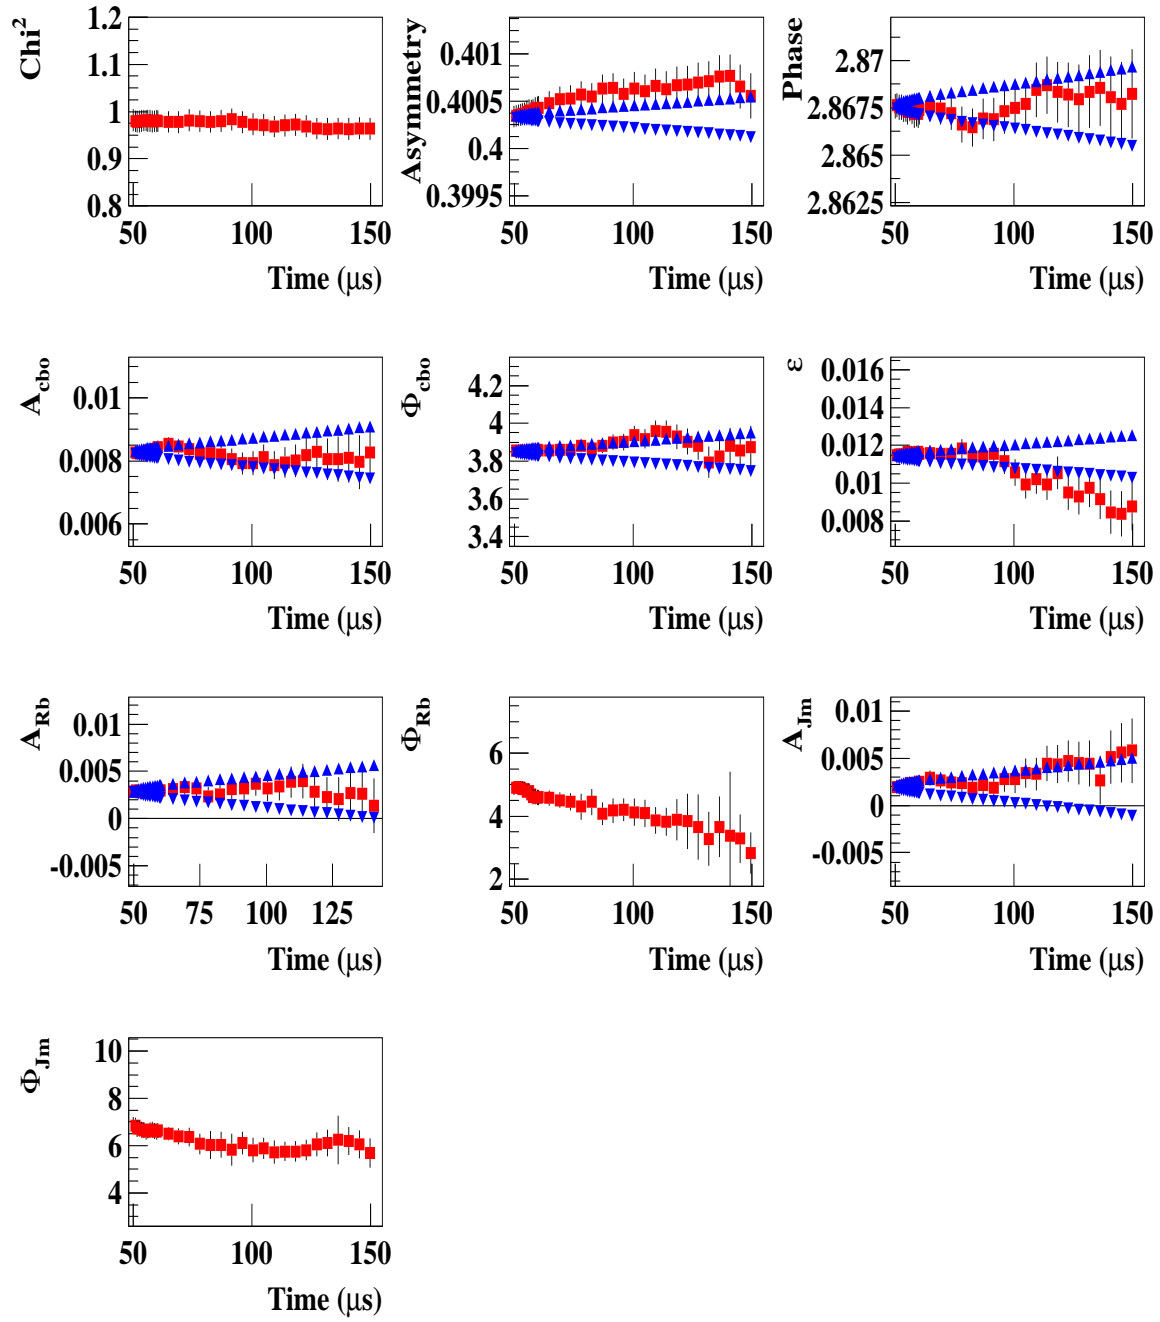 Chi²
1.2
1.1
1
0.9
0.8
50 100 150
Time (μs)
Asymmetry
0.401
0.4005
0.4
0.3995
50 100 150
Time (μs)
Phase
2.87
2.8675
2.865
2.8625
50 100 150
Time (μs)
A_cbo
0.01
0.008
0.006
50 100 150
Time (μs)
Φ_cbo
4.2
4
3.8
3.6
3.4
50 100 150
Time (μs)
ε
0.016
0.014
0.012
0.01
0.008
50 100 150
Time (μs)
A_Rb
0.01
0.005
0
-0.005
50 75 100 125
Time (μs)
Φ_Rb
6
4
2
50 100 150
Time (μs)
A_Jm
0.01
0.005
0
-0.005
50 100 150
Time (μs)
Φ_Jm
10
8
6
4
50 100 150
Time (μs)